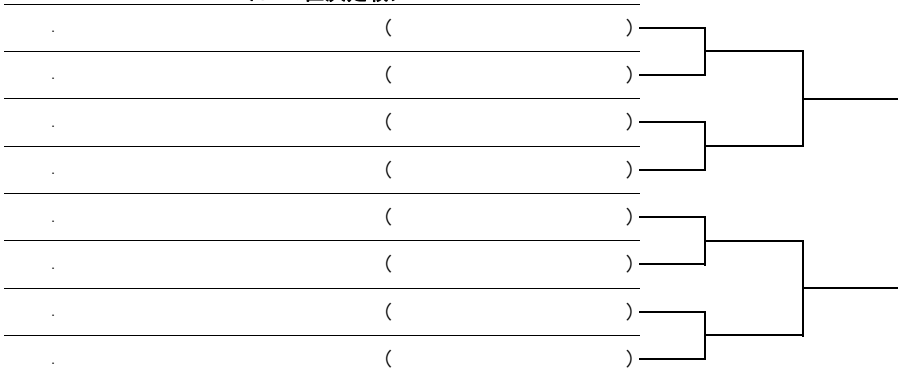 . ( )
. ( )
. ( )
. ( )
. ( )
. ( )
. ( )
. ( )